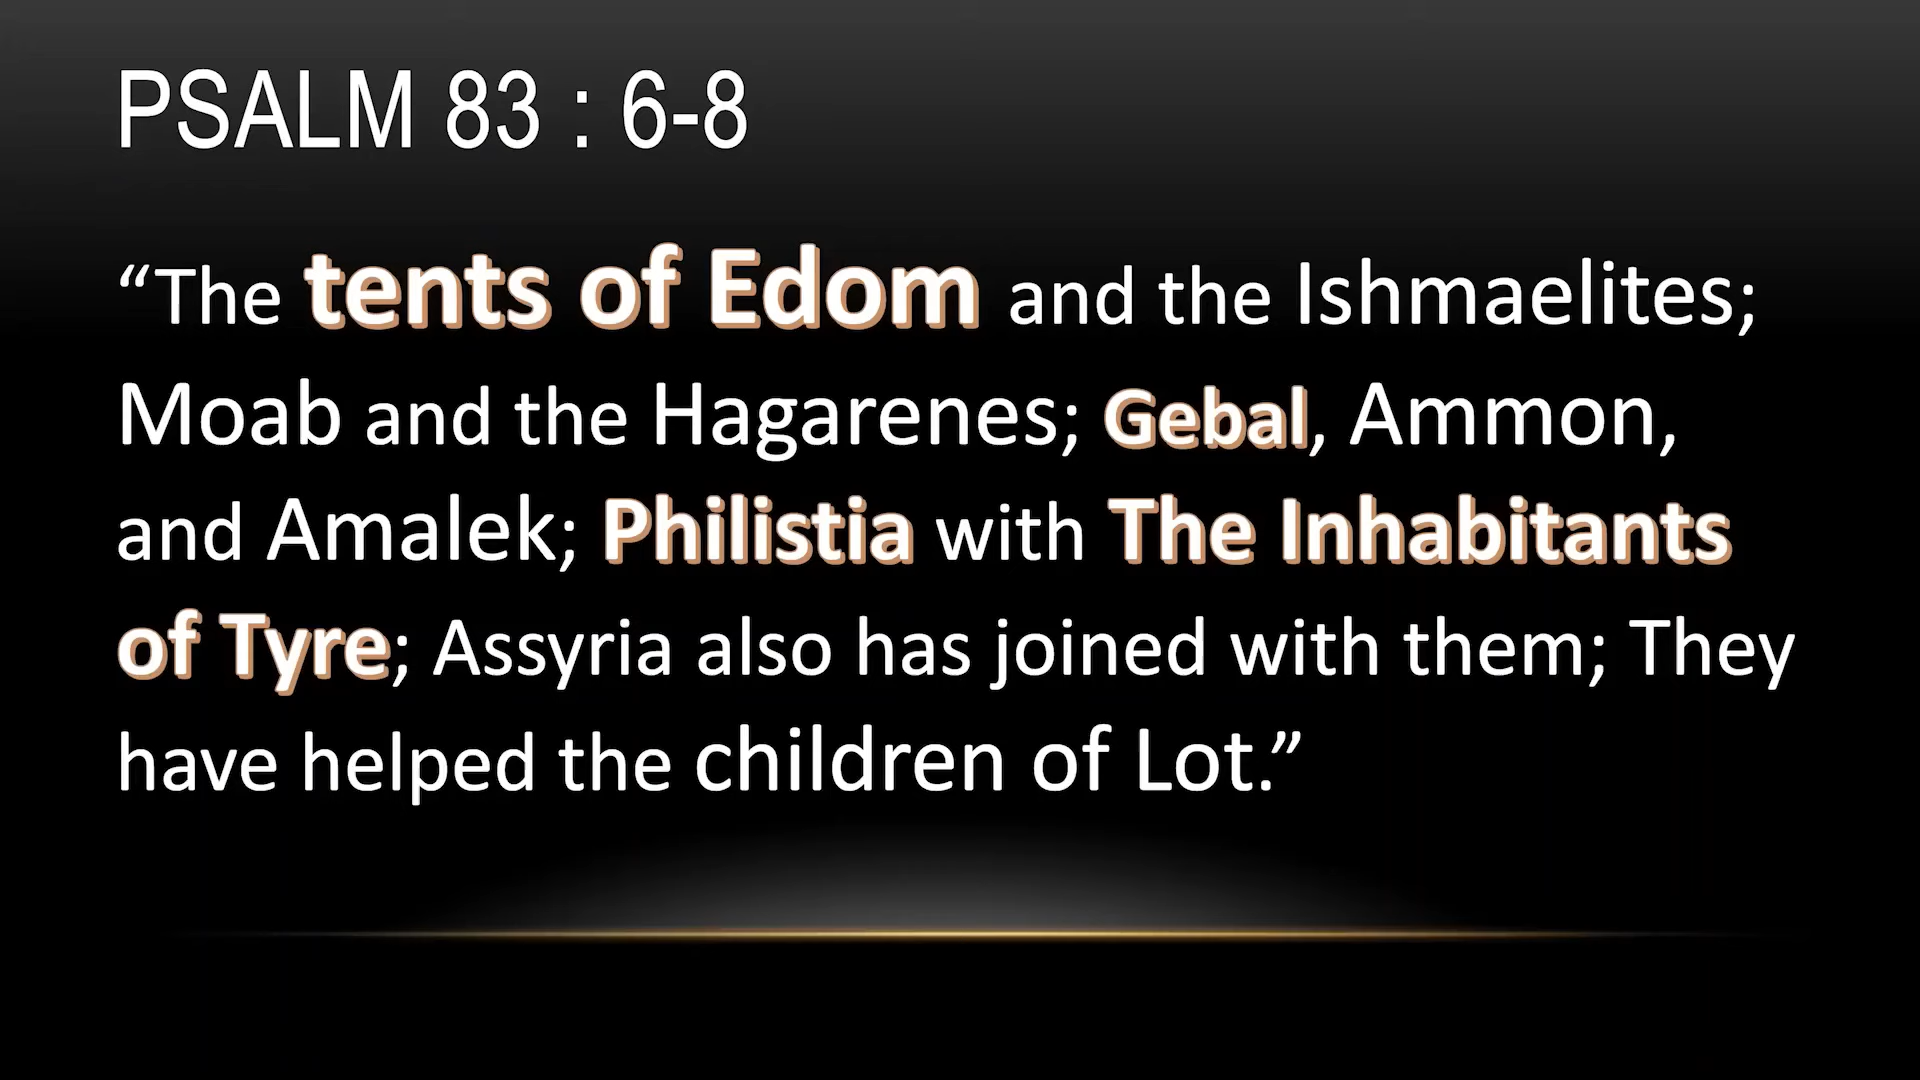 PSALM 83 : 6-8
“The tents of Edom and the Ishmaelites;
Moab and the Hagarenes; Gebal, Ammon,
and Amalek; Philistia with The Inhabitants
of Tyre; Assyria also has joined with them; They
have helped the children of Lot.”